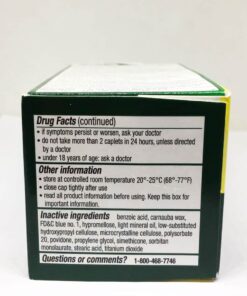 Drug Facts (continued)
• if symptoms persist or worsen, ask your doctor
• do not take more than 2 caplets in 24 hours, unless directed
by a doctor
• under 18 years of age: ask a doctor
Other information
• store at controlled room temperature 20°-25°C (68°-77°F)
• close cap tightly after use
• read all product information before using. Keep this box for
important information.
Inactive ingredients benzoic acid, carnauba wax,
FD&C blue no. 1, hypromellose, light mineral oil, low-substituted
hydroxypropyl cellulose, microcrystalline cellulose, polysorbate
20, povidone, propylene glycol, simethicone, sorbitan
monolaurate, stearic acid, titanium dioxide
Questions or comments? 1-800-468-7746